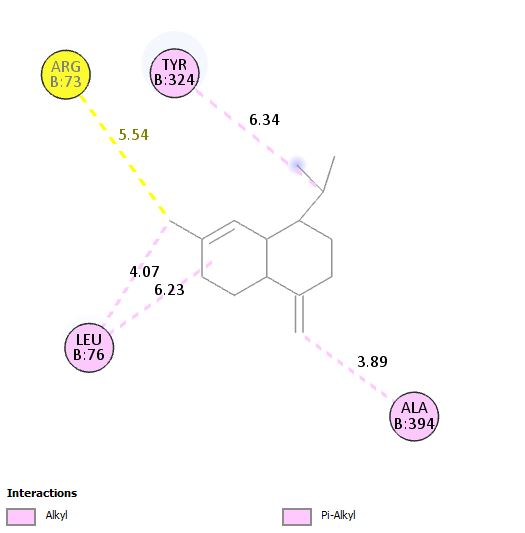 ARG
B:73
TYR
B:324
6.34
5.54
4.07
6.23
LEU
B:76
3.89
ALA
B:394
Interactions
Alkyl
Pi-Alkyl